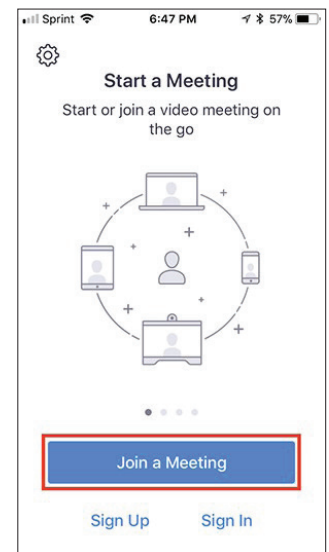 Sprint 6:47 PM 57%
Start a Meeting
Start or join a video meeting on
the go
Join a Meeting
Sign Up Sign In